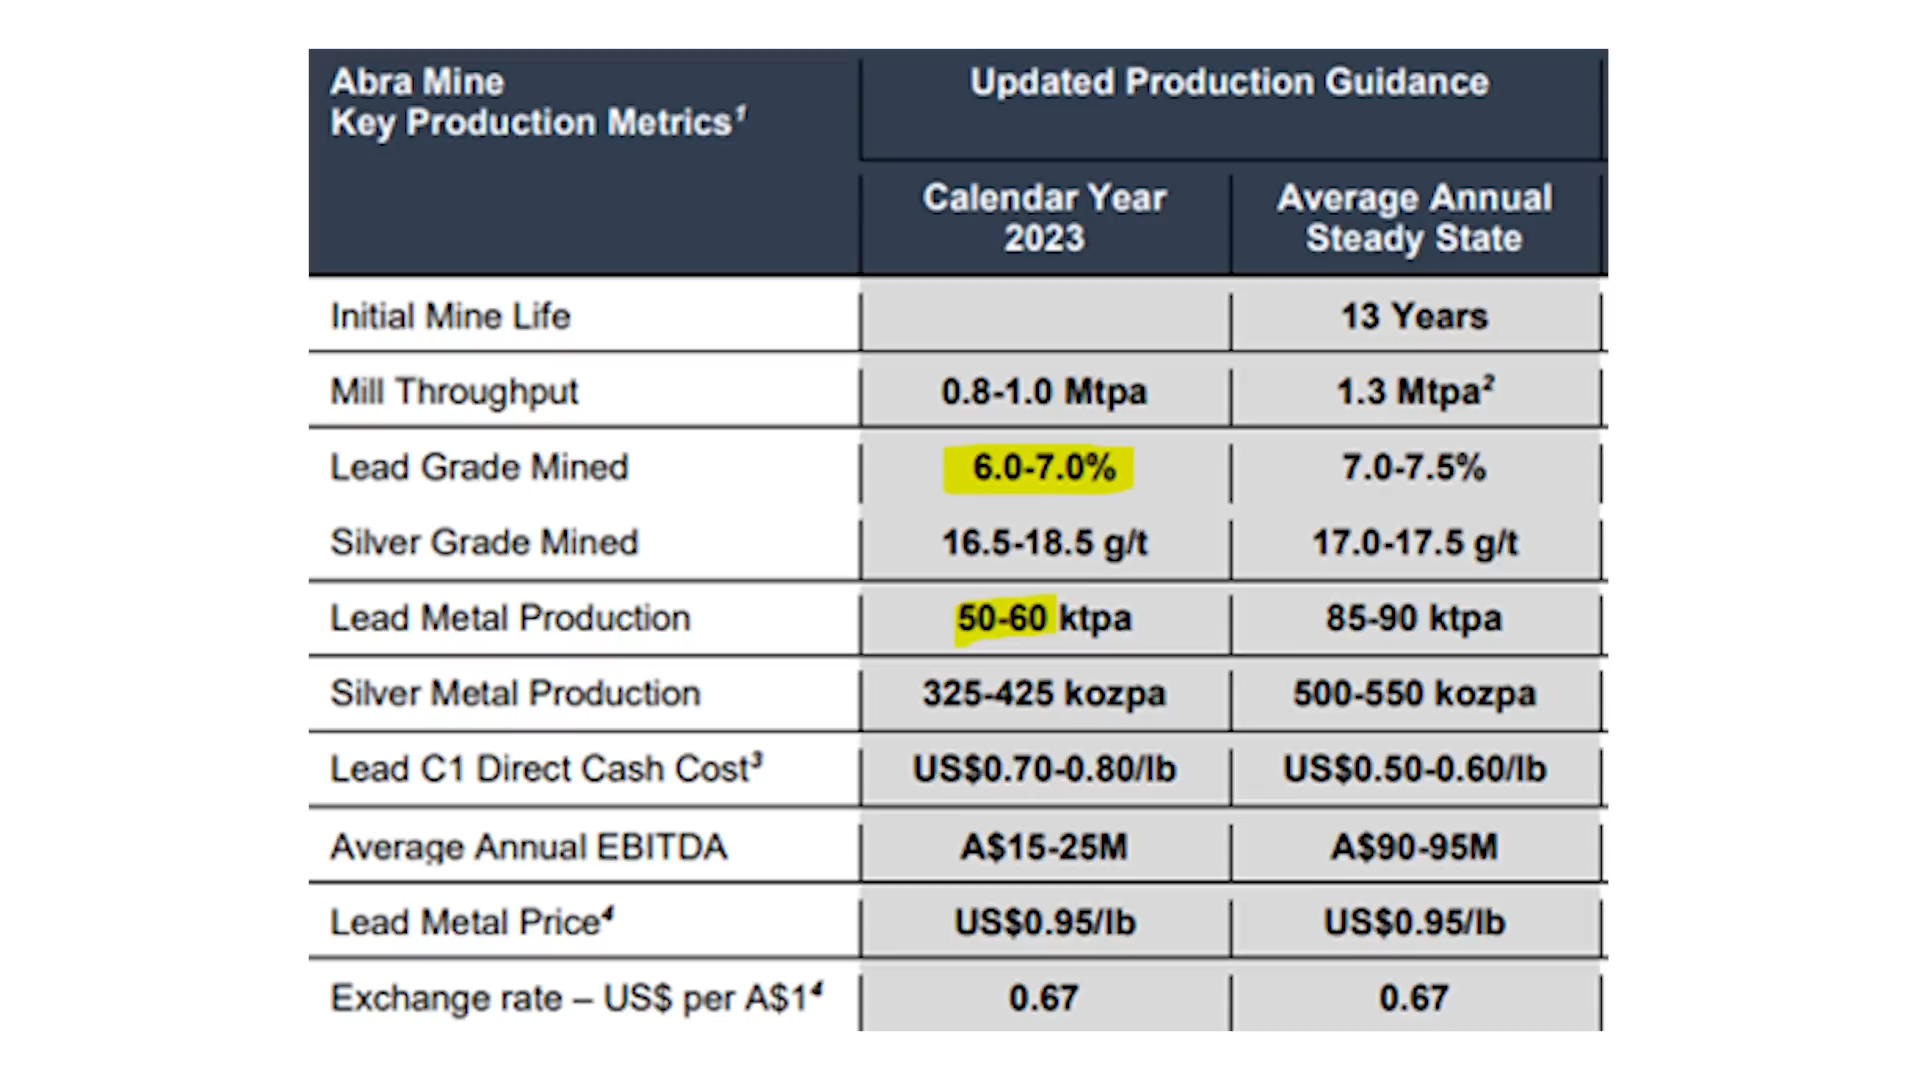 Abra Mine
Key Production Metrics¹
Updated Production Guidance
Calendar Year
2023
Average Annual
Steady State
Initial Mine Life 13 Years
Mill Throughput 0.8-1.0 Mtpa 1.3 Mtpa²
Lead Grade Mined 6.0-7.0% 7.0-7.5%
Silver Grade Mined 16.5-18.5 g/t 17.0-17.5 g/t
Lead Metal Production 50-60 ktpa 85-90 ktpa
Silver Metal Production 325-425 kozpa 500-550 kozpa
Lead C1 Direct Cash Cost³ US$0.70-0.80/lb US$0.50-0.60/lb
Average Annual EBITDA A$15-25M A$90-95M
Lead Metal Price⁴ US$0.95/lb US$0.95/lb
Exchange rate – US$ per A$1⁴ 0.67 0.67